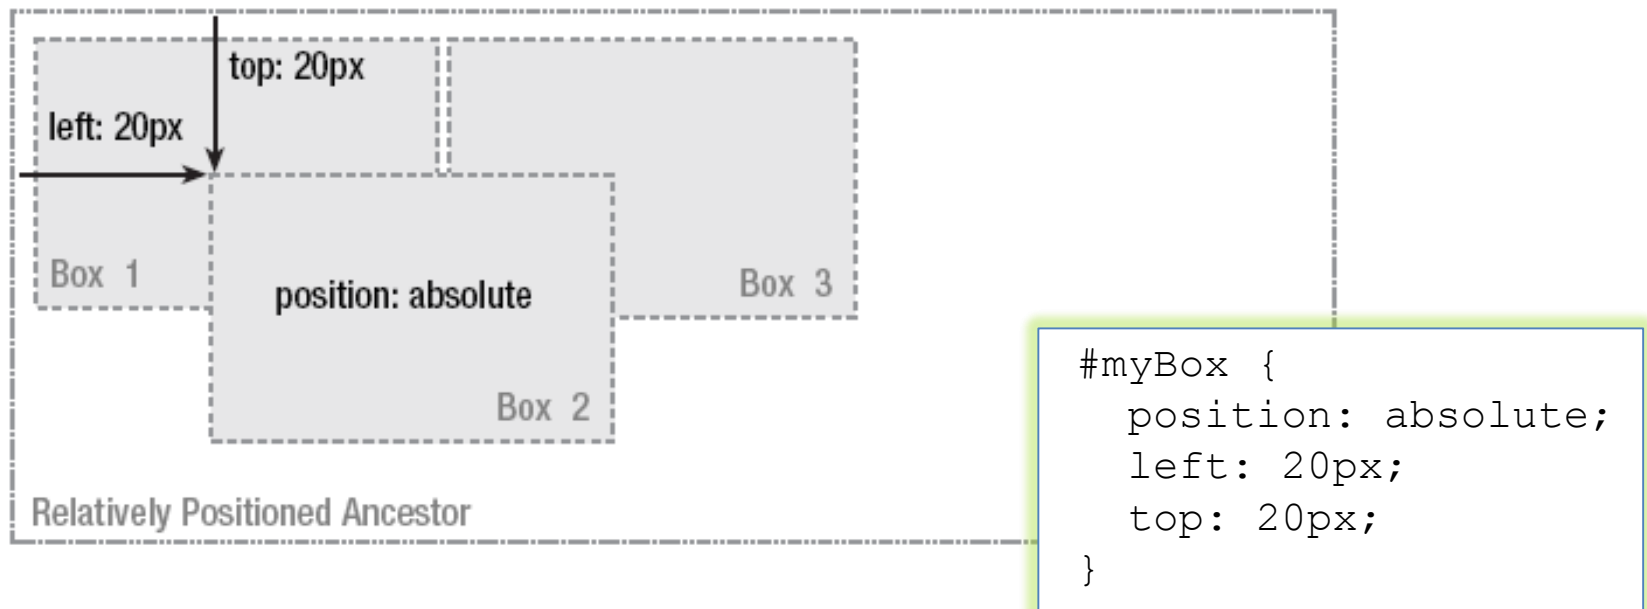 top: 20px
left: 20px
Box 1
Box 3
position: absolute
Box 2
Relatively Positioned Ancestor
#myBox {
  position: absolute;
  left: 20px;
  top: 20px;
}